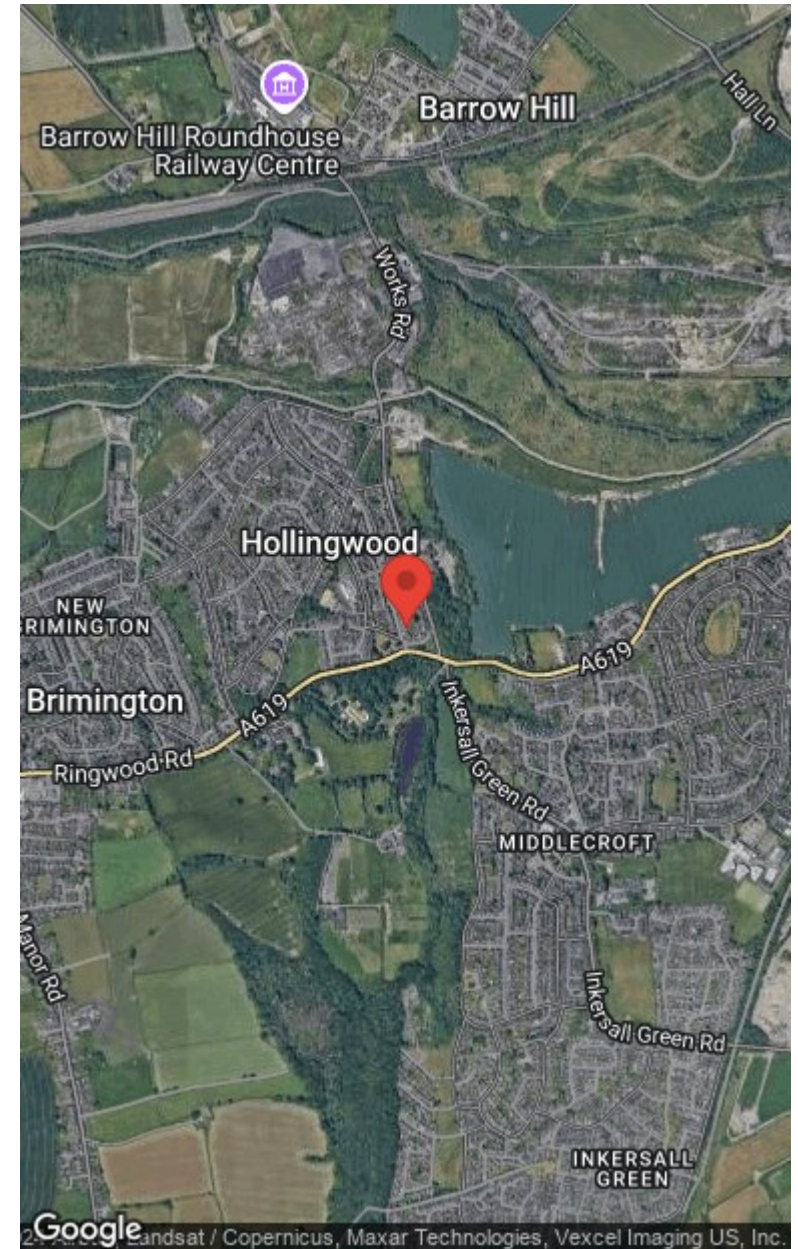 Hall Ln
Barrow Hill
Barrow Hill Roundhouse
Railway Centre
Works Rd
Hollingwood
NEW
BRIMINGTON
A619
Brimington
A619
Inkersall Green Rd
Ringwood Rd
MIDDLECROFT
Manor Rd
Inkersall Green Rd
INKERSALL
GREEN
Google
Landsat / Copernicus, Maxar Technologies, Vexcel Imaging US, Inc.